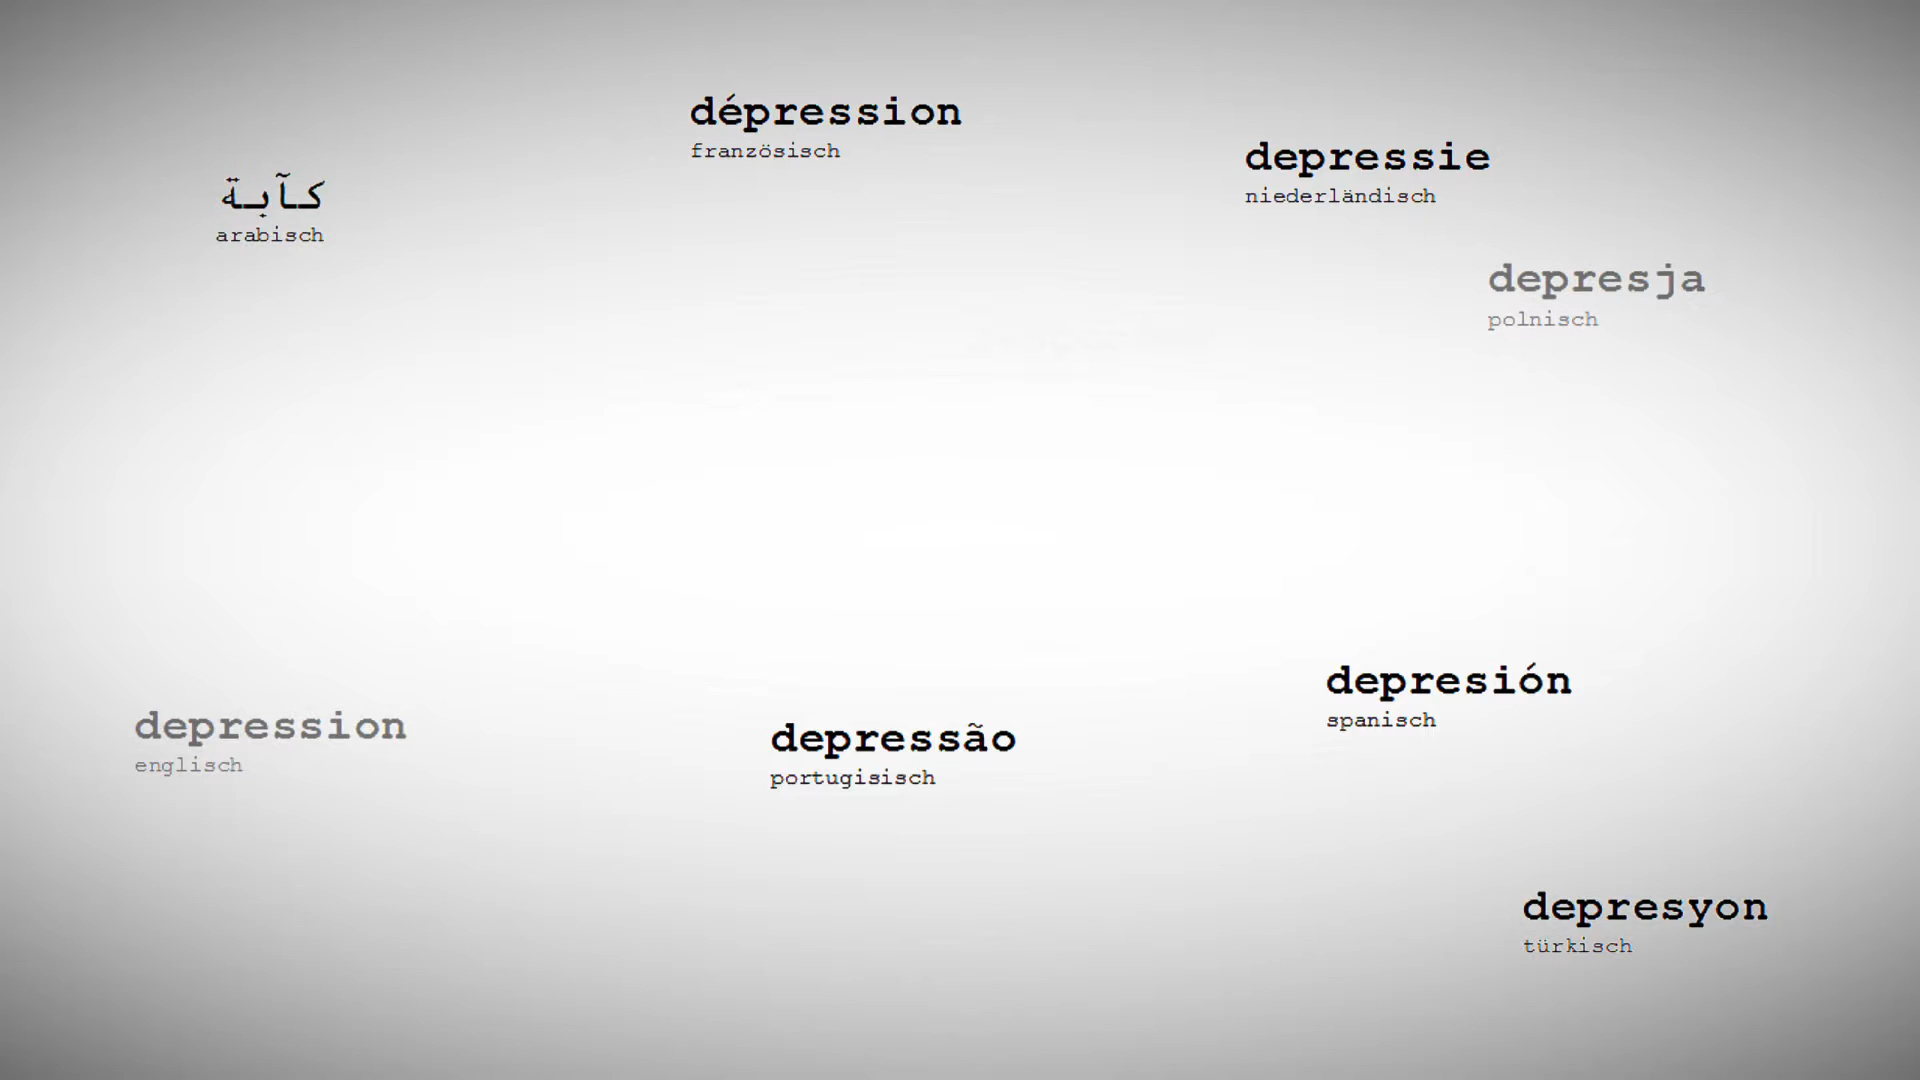 dépression
französisch
depressie
niederländisch
كآبة
arabisch
depresja
polnisch
depresión
spanisch
depression
englisch
depressão
portugisisch
depresyon
türkisch